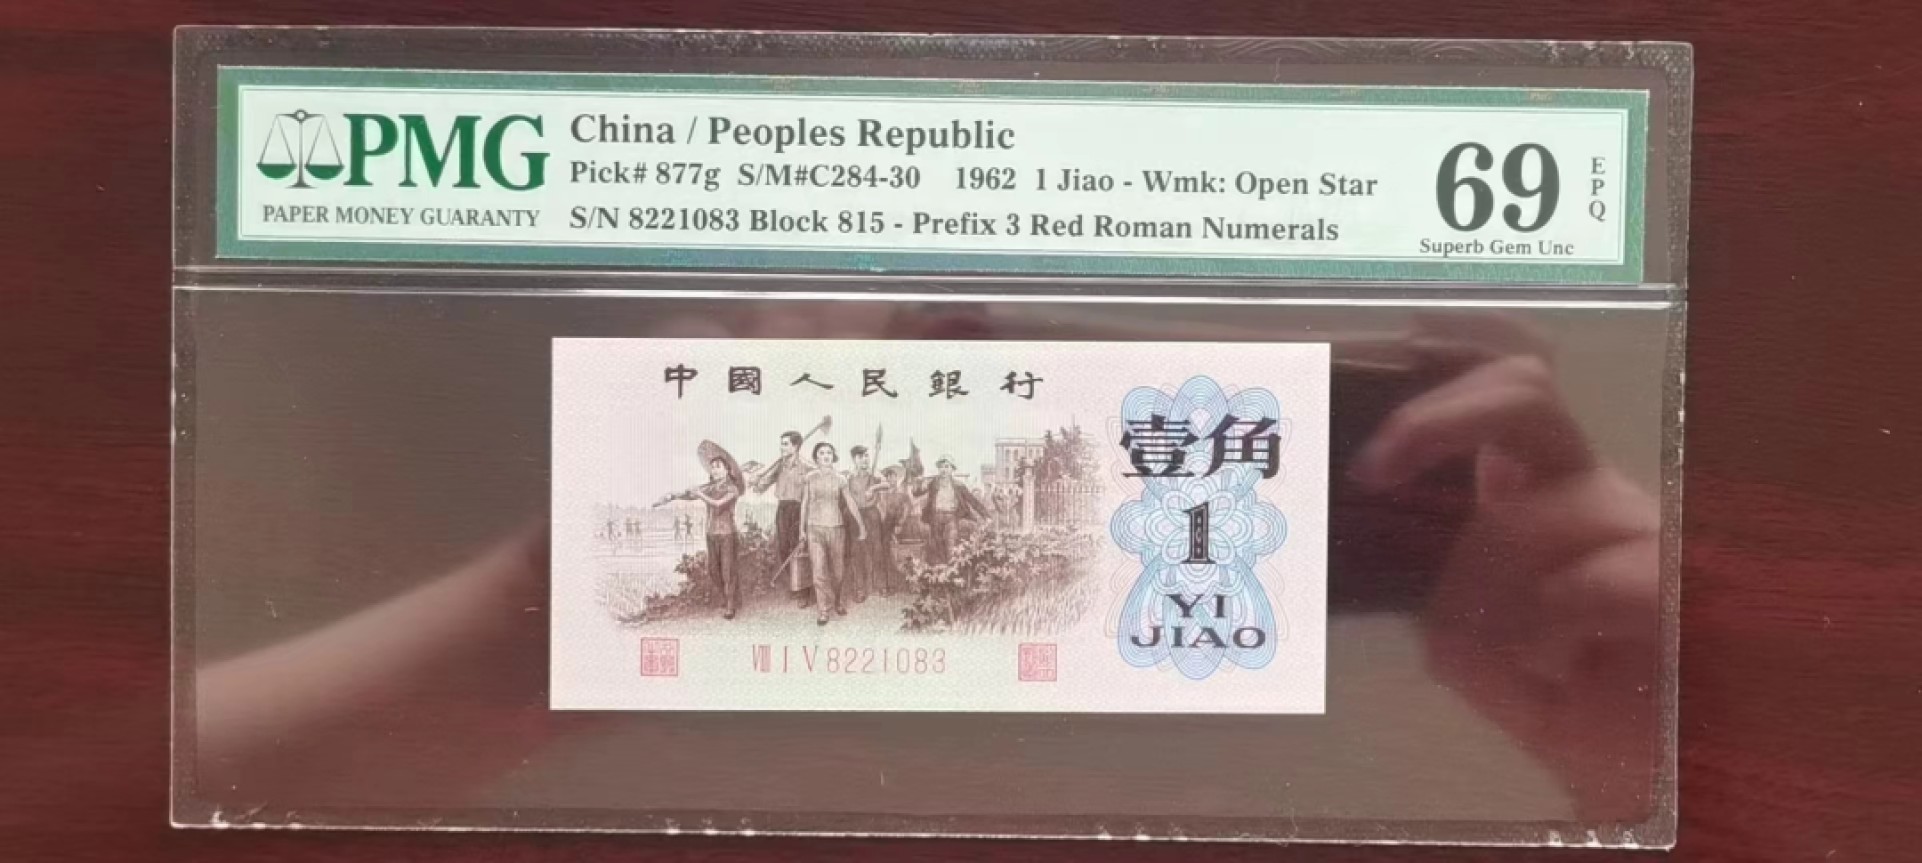 PMG
PAPER MONEY GUARANTY
China / Peoples Republic
Pick# 877g S/M#C284-30 1962 1 Jiao - Wmk: Open Star
S/N 8221083 Block 815 - Prefix 3 Red Roman Numerals
69
EPQ
Superb Gem Unc
中國人民銀行
壹角
1
YI
JIAO
VIII I V 8221083